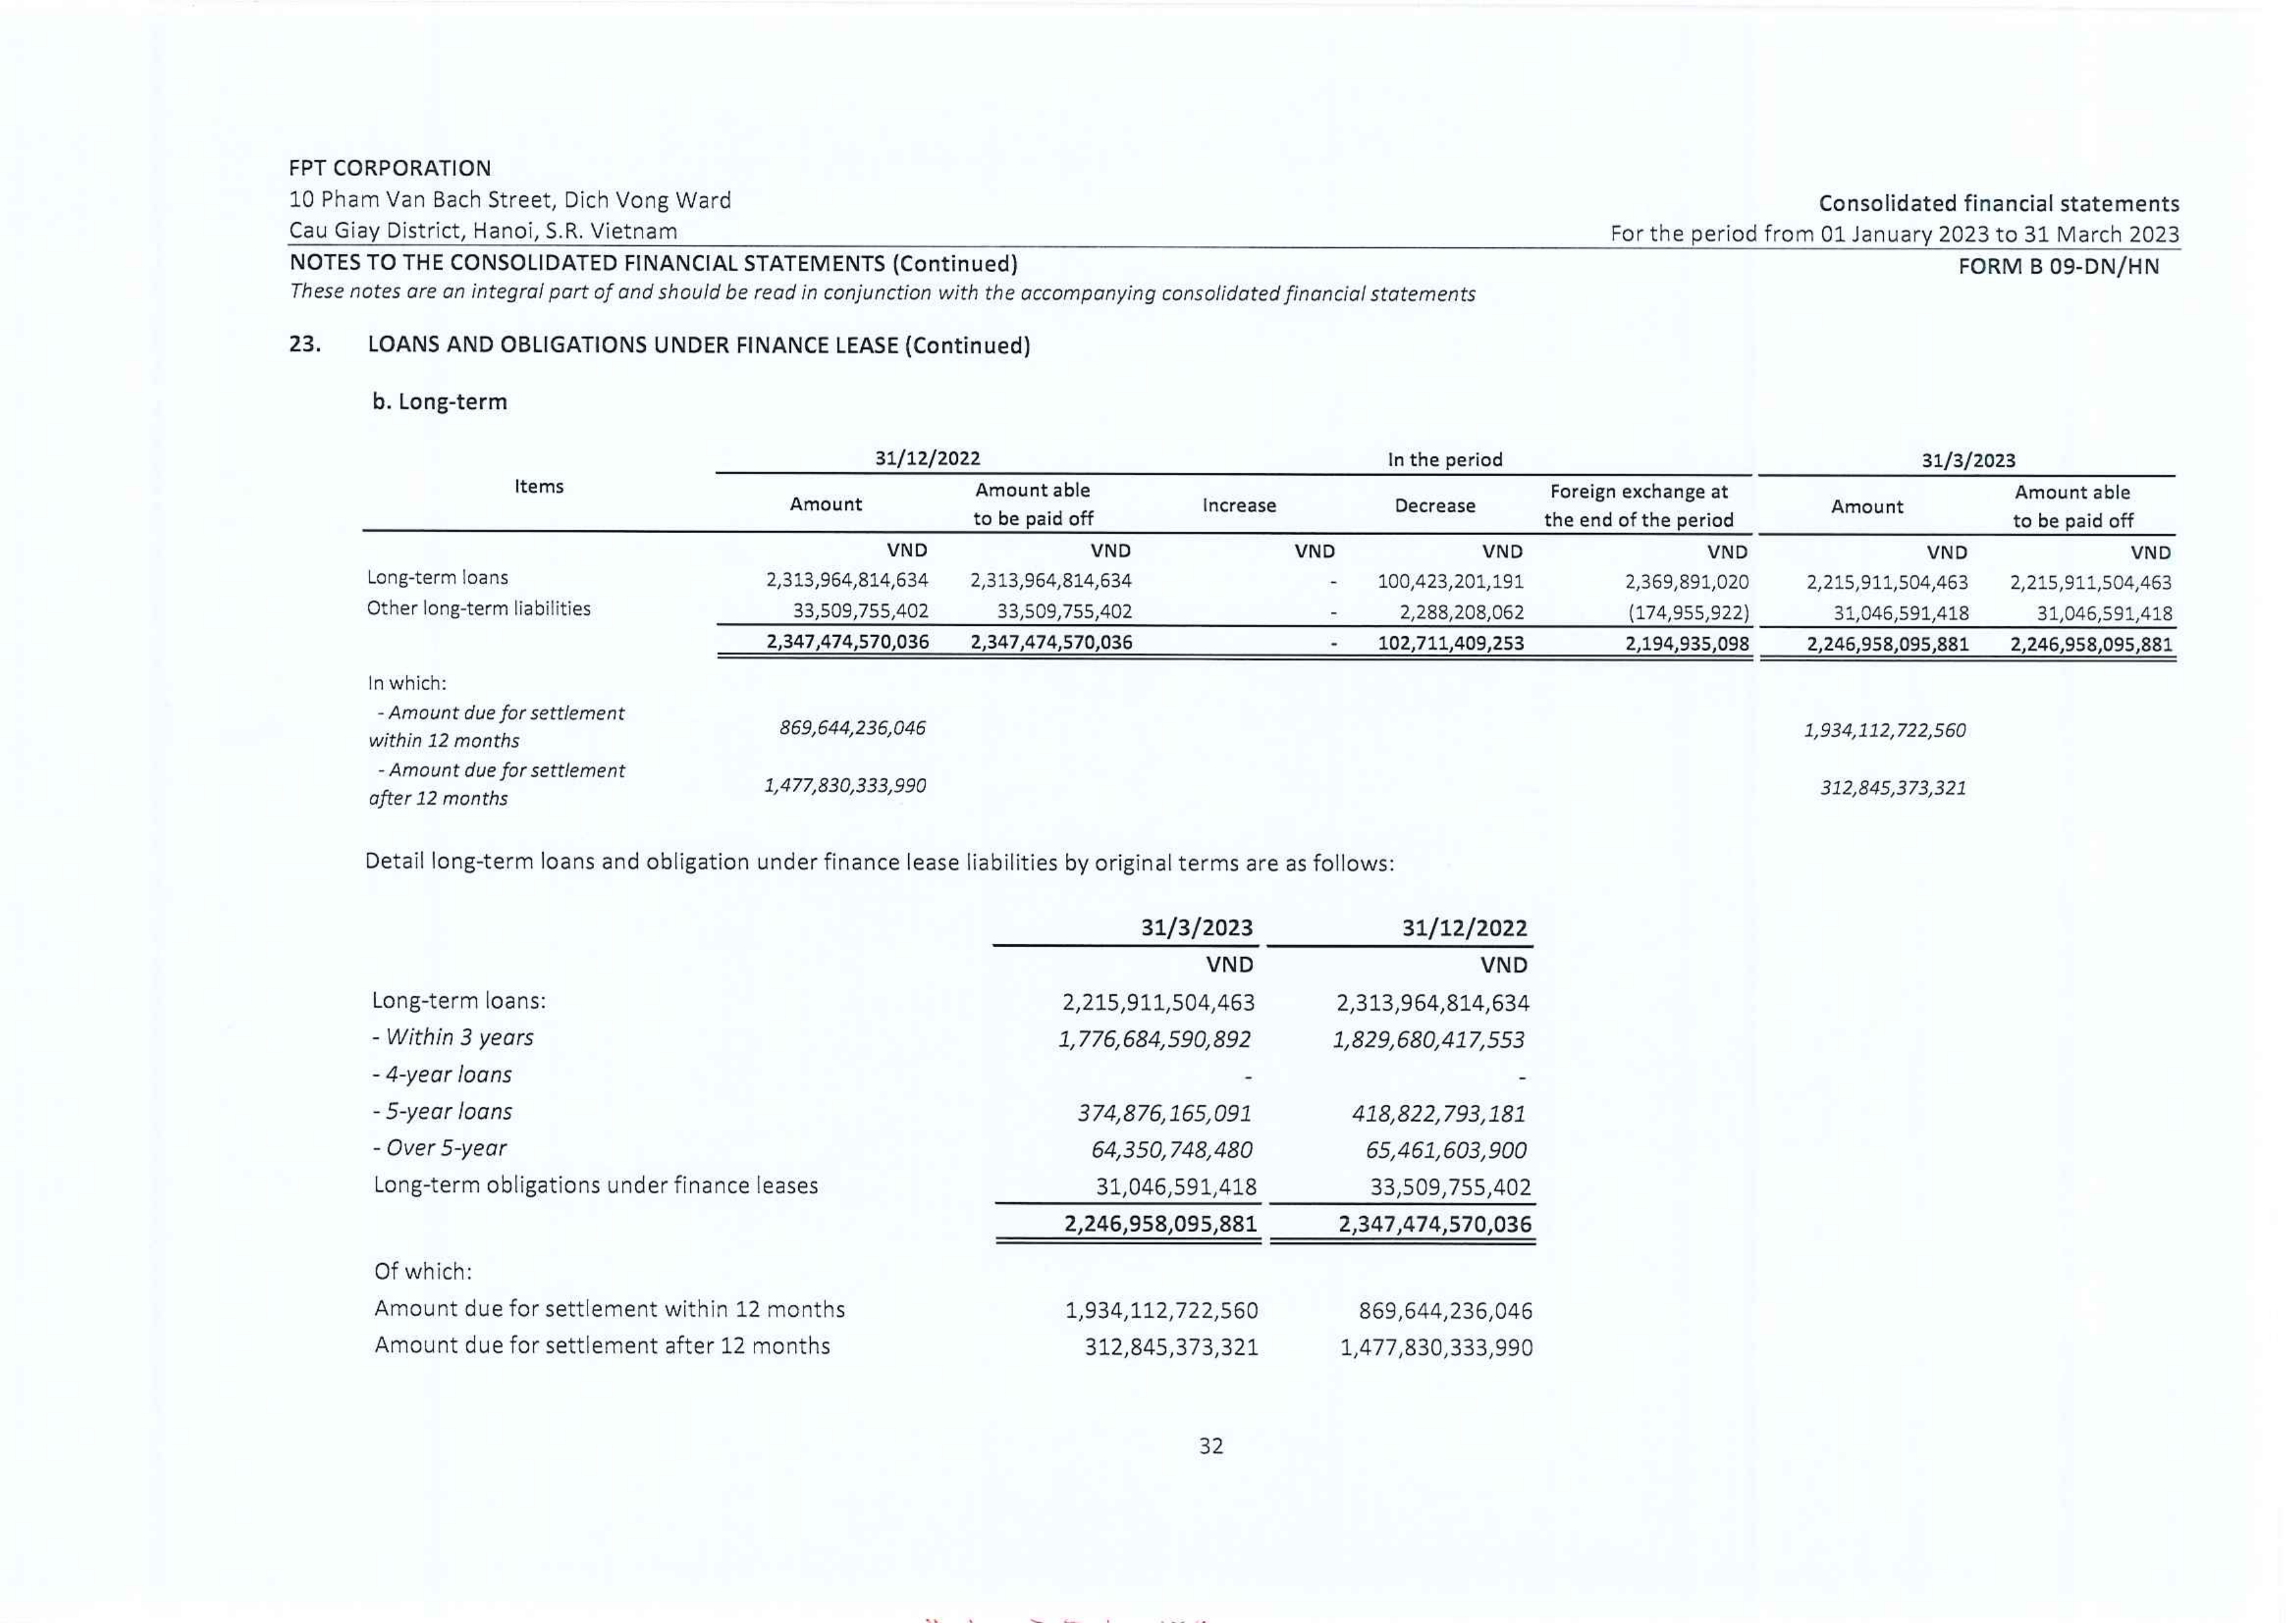 FPT CORPORATION
10 Pham Van Bach Street, Dich Vong Ward
Cau Giay District, Hanoi, S.R. Vietnam
Consolidated financial statements
For the period from 01 January 2023 to 31 March 2023
NOTES TO THE CONSOLIDATED FINANCIAL STATEMENTS (Continued)
FORM B 09-DN/HN
These notes are an integral part of and should be read in conjunction with the accompanying consolidated financial statements
23. LOANS AND OBLIGATIONS UNDER FINANCE LEASE (Continued)
b. Long-term
31/12/2022 In the period 31/3/2023
Items Amount Amount able to be paid off Increase Decrease Foreign exchange at the end of the period Amount Amount able to be paid off
VND VND VND VND VND VND VND
Long-term loans 2,313,964,814,634 2,313,964,814,634 - 100,423,201,191 2,369,891,020 2,215,911,504,463 2,215,911,504,463
Other long-term liabilities 33,509,755,402 33,509,755,402 - 2,288,208,062 (174,955,922) 31,046,591,418 31,046,591,418
2,347,474,570,036 2,347,474,570,036 - 102,711,409,253 2,194,935,098 2,246,958,095,881 2,246,958,095,881
In which:
- Amount due for settlement within 12 months 869,644,236,046 1,934,112,722,560
- Amount due for settlement after 12 months 1,477,830,333,990 312,845,373,321
Detail long-term loans and obligation under finance lease liabilities by original terms are as follows:
31/3/2023 31/12/2022
VND VND
Long-term loans: 2,215,911,504,463 2,313,964,814,634
- Within 3 years 1,776,684,590,892 1,829,680,417,553
- 4-year loans - -
- 5-year loans 374,876,165,091 418,822,793,181
- Over 5-year 64,350,748,480 65,461,603,900
Long-term obligations under finance leases 31,046,591,418 33,509,755,402
2,246,958,095,881 2,347,474,570,036
Of which:
Amount due for settlement within 12 months 1,934,112,722,560 869,644,236,046
Amount due for settlement after 12 months 312,845,373,321 1,477,830,333,990
32